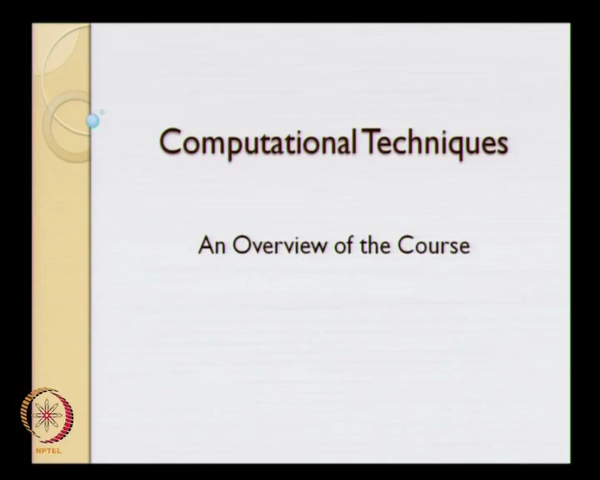 Computational Techniques
An Overview of the Course
NPTEL